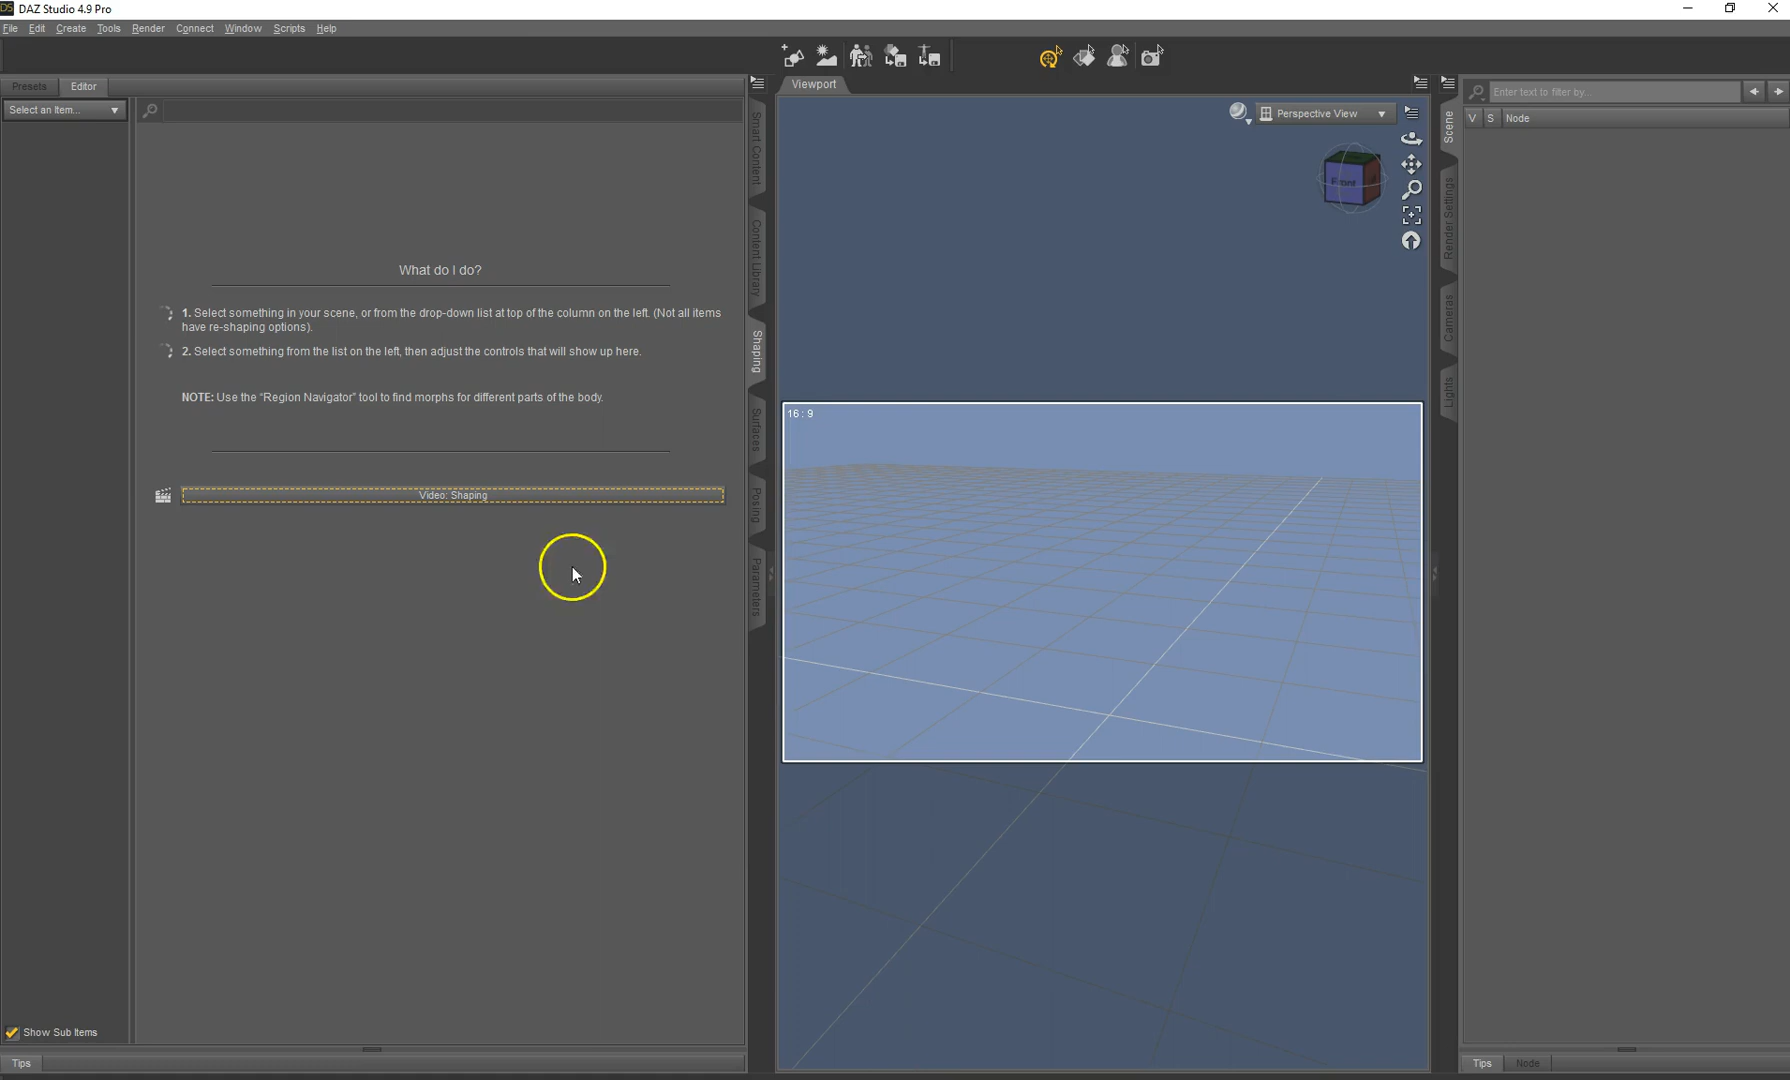 DS DAZ Studio 4.9 Pro
File Edit Create Tools Render Connect Window Scripts Help
Presets Editor
Select an Item...
What do I do?
1. Select something in your scene, or from the drop-down list at top of the column on the left. (Not all items
have re-shaping options).
2. Select something from the list on the left, then adjust the controls that will show up here.
NOTE: Use the "Region Navigator" tool to find morphs for different parts of the body.
Video: Shaping
Show Sub Items
Tips
Smart Content
Content Library
Shaping
Surfaces
Posing
Parameters
Viewport
Perspective View
Front
16 : 9
Scene
Render Settings
Cameras
Lights
Enter text to filter by...
V S Node
Tips Node